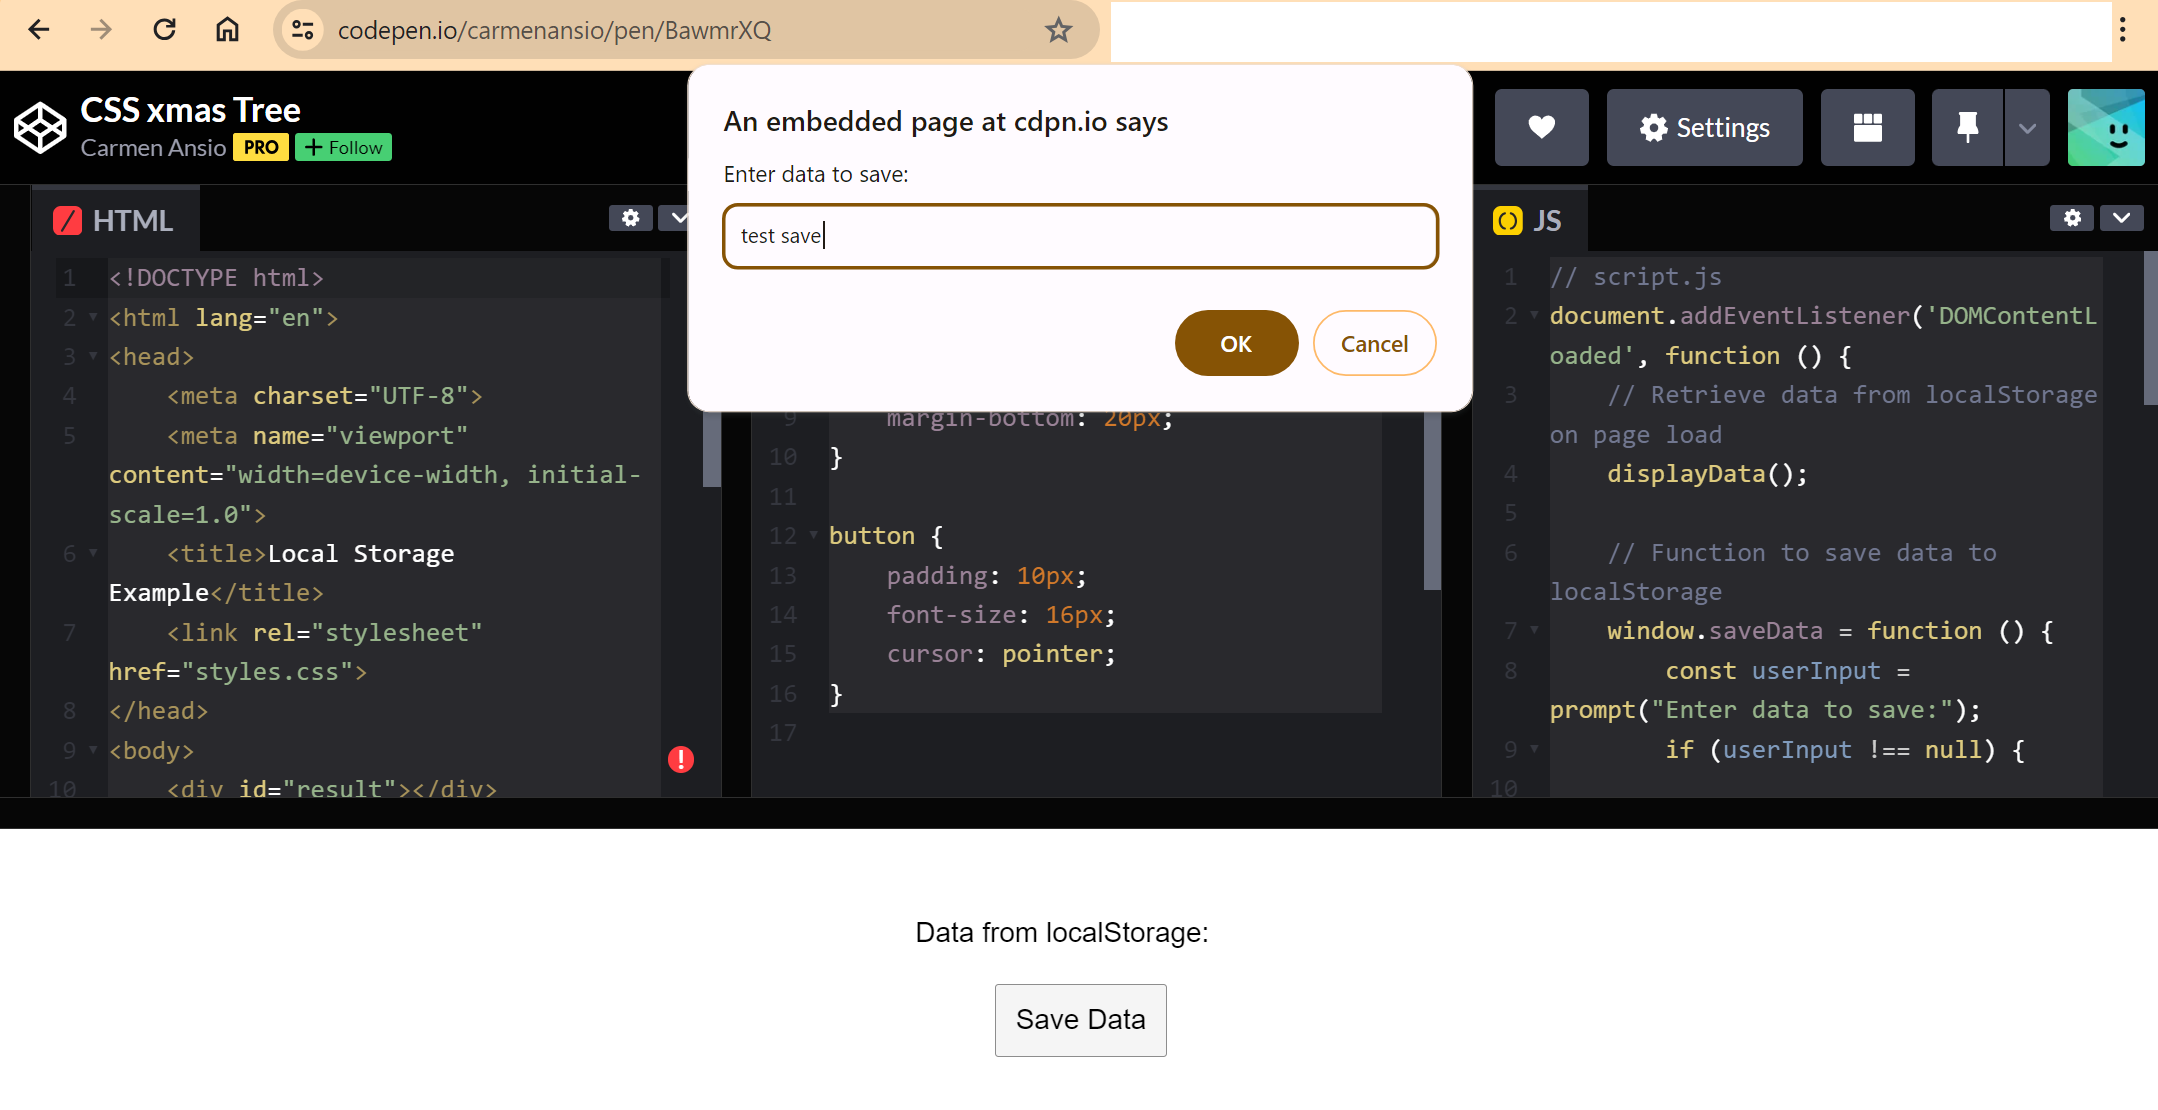 codepen.io/carmenansio/pen/BawmrXQ
CSS xmas Tree
Carmen Ansio PRO + Follow
An embedded page at cdpn.io says
Enter data to save:
test save
OK
Cancel
Settings
HTML
1 <!DOCTYPE html>
2 <html lang="en">
3 <head>
4 <meta charset="UTF-8">
5 <meta name="viewport"
content="width=device-width, initial-
scale=1.0">
6 <title>Local Storage
Example</title>
7 <link rel="stylesheet"
href="styles.css">
8 </head>
9 <body>
10 <div id="result"></div>
9 margin-bottom: 20px;
10 }
11
12 button {
13 padding: 10px;
14 font-size: 16px;
15 cursor: pointer;
16 }
17
JS
1 // script.js
2 document.addEventListener('DOMContentL
oaded', function () {
3 // Retrieve data from localStorage
on page load
4 displayData();
5
6 // Function to save data to
localStorage
7 window.saveData = function () {
8 const userInput =
prompt("Enter data to save:");
9 if (userInput !== null) {
10
Data from localStorage:
Save Data